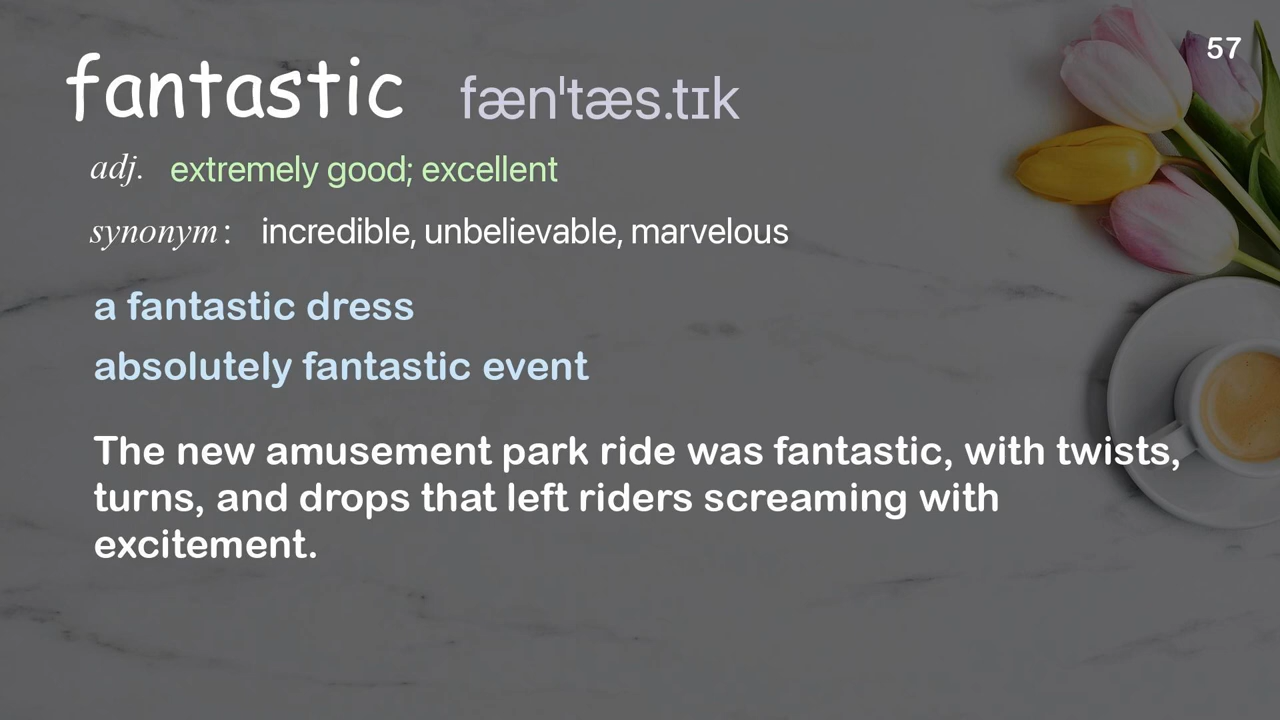 57
fantastic fæn'tæs.tɪk
adj. extremely good; excellent
synonym: incredible, unbelievable, marvelous
a fantastic dress
absolutely fantastic event
The new amusement park ride was fantastic, with twists,
turns, and drops that left riders screaming with
excitement.